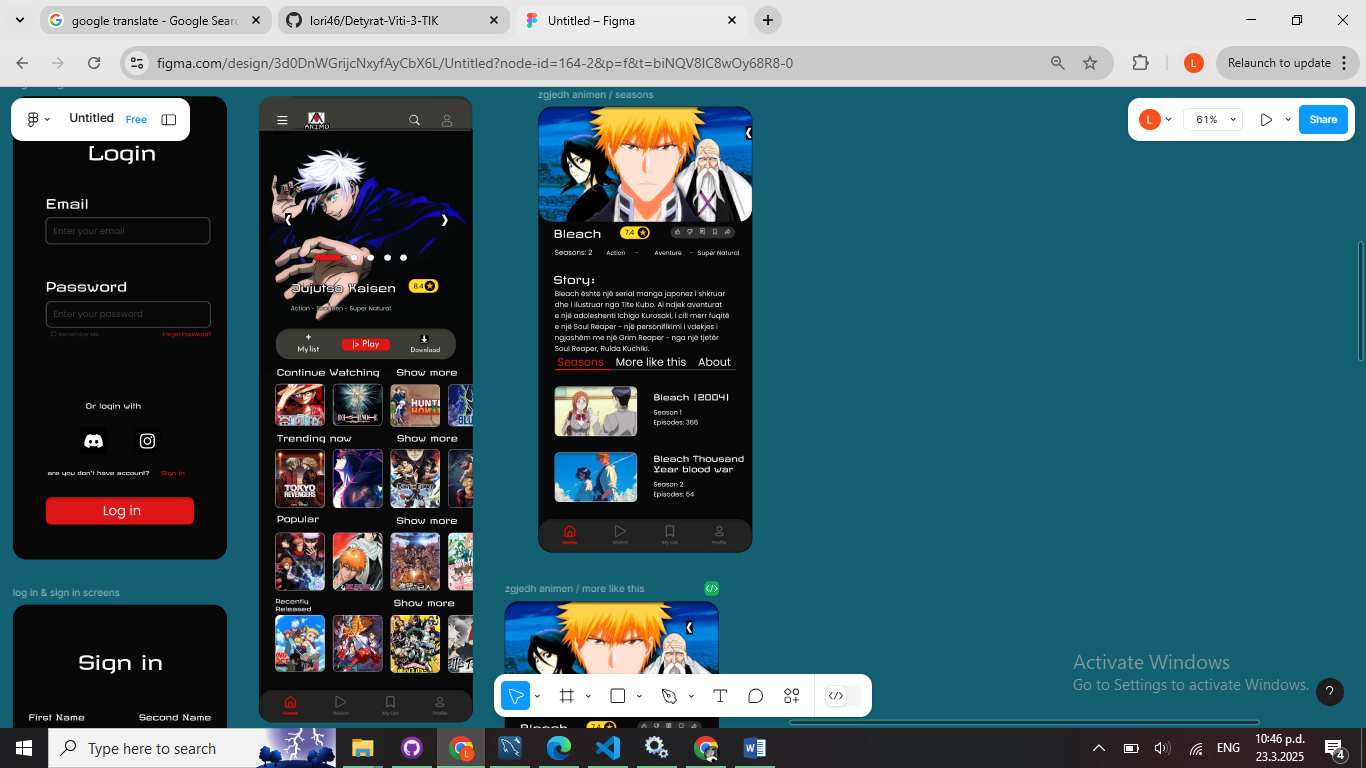 google translate - Google Sear
lori46/Detyrat-Viti-3-TIK
Untitled – Figma
figma.com/design/3d0DnWGrijcNxyfAyCbX6L/Untitled?node-id=164-2&p=f&t=biNQV8IC8wOy68R8-0
L
Relaunch to update
Untitled
Free
L
61%
Share
Login
Email
Enter your email
Password
Enter your password
Remember Me
Forgot Password?
Or login with
are you don't have account?
Sign in
Log in
log in & sign in screens
Sign in
First Name
Second Name
ANIMO
Jujutso Kaisen
8.4
Action - Shounen - Super Natural
My list
|> Play
Download
Continue Watching
Show more
HUNT
Trending now
Show more
TOKYO
REVENGERS
Popular
Show more
Recently
Released
Show more
Home
Watch
My List
Profile
zgjedh animen / seasons
Bleach
7.4
Seasons: 2
Action
-
Aventure
-
Super Natural
Story:
Bleach është një serial manga japonez i shkruar
dhe i ilustruar nga Tite Kubo. Ai ndjek aventurat
e një adoleshenti Ichigo Kurosaki, i cili merr fuqitë
e një Soul Reaper - një personifikimi i vdekjes i
ngjashëm me një Grim Reaper - nga një tjetër
Soul Reaper, Rulda Kuchiki.
Seasons
More like this
About
Bleach (2004)
Season 1
Episodes: 366
Bleach Thousand
Year blood war
Season 2
Episodes: 54
Home
Watch
My List
Profile
zgjedh animen / more like this
Bleach
7.4
Activate Windows
Go to Settings to activate Windows.
?
Type here to search
ENG
10:46 p.d.
23.3.2025
4